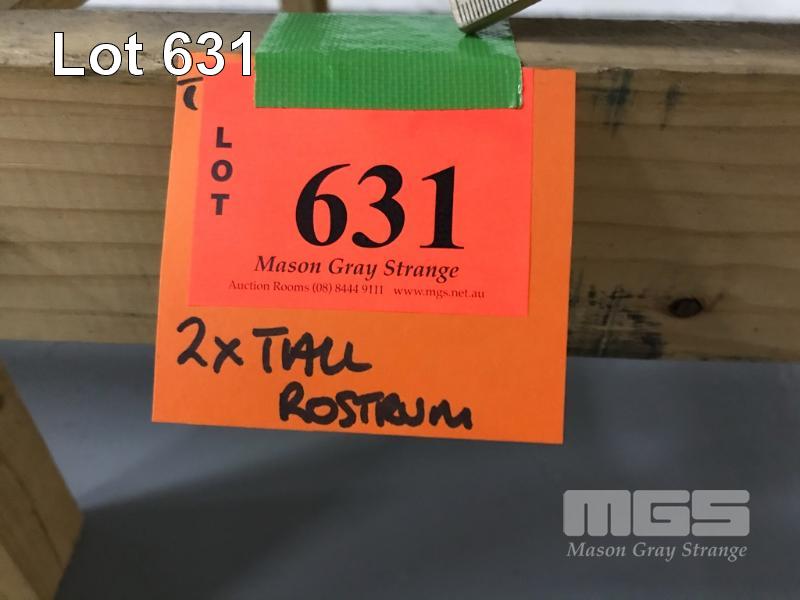 Lot 631
LOT
631
Mason Gray Strange
Auction Rooms (08) 8444 9111 www.mgs.net.au
2x TALL
ROSTRUM
MGS
Mason Gray Strange